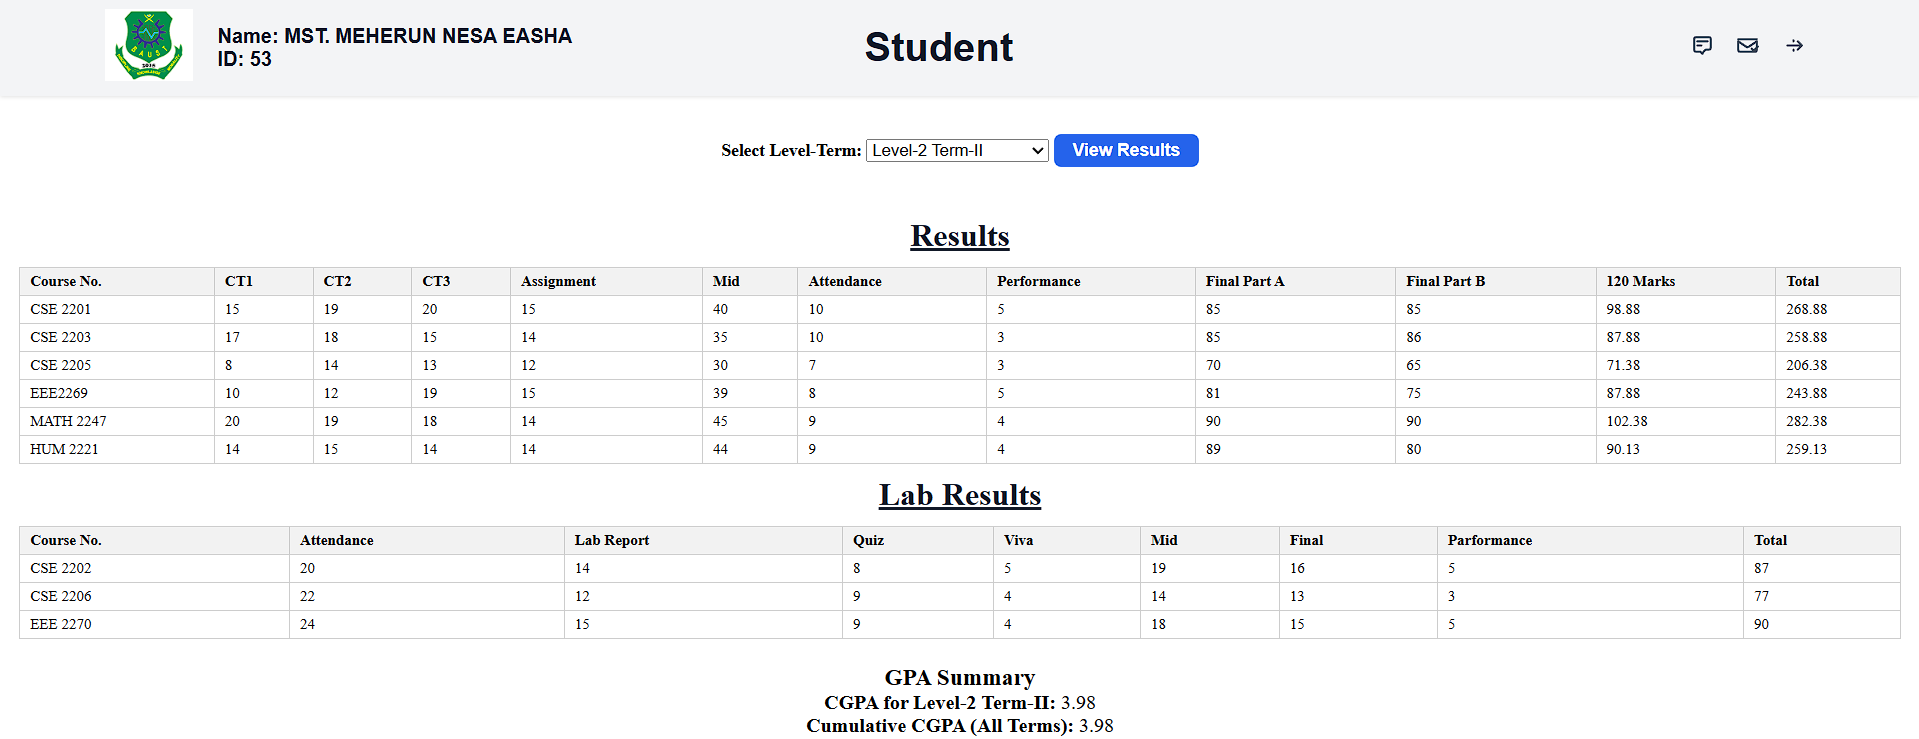 BAUST
2015
Name: MST. MEHERUN NESA EASHA
ID: 53
Student
Select Level-Term: Level-2 Term-II View Results
Results
Course No. CT1 CT2 CT3 Assignment Mid Attendance Performance Final Part A Final Part B 120 Marks Total
CSE 2201 15 19 20 15 40 10 5 85 85 98.88 268.88
CSE 2203 17 18 15 14 35 10 3 85 86 87.88 258.88
CSE 2205 8 14 13 12 30 7 3 70 65 71.38 206.38
EEE2269 10 12 19 15 39 8 5 81 75 87.88 243.88
MATH 2247 20 19 18 14 45 9 4 90 90 102.38 282.38
HUM 2221 14 15 14 14 44 9 4 89 80 90.13 259.13
Lab Results
Course No. Attendance Lab Report Quiz Viva Mid Final Parformance Total
CSE 2202 20 14 8 5 19 16 5 87
CSE 2206 22 12 9 4 14 13 3 77
EEE 2270 24 15 9 4 18 15 5 90
GPA Summary
CGPA for Level-2 Term-II: 3.98
Cumulative CGPA (All Terms): 3.98